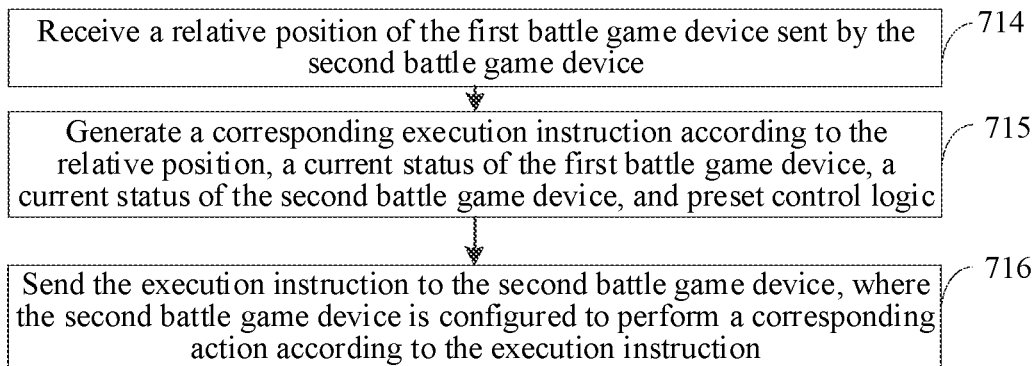 Receive a relative position of the first battle game device sent by the
second battle game device
714
Generate a corresponding execution instruction according to the
relative position, a current status of the first battle game device, a
current status of the second battle game device, and preset control logic
715
Send the execution instruction to the second battle game device, where
the second battle game device is configured to perform a corresponding
action according to the execution instruction
716